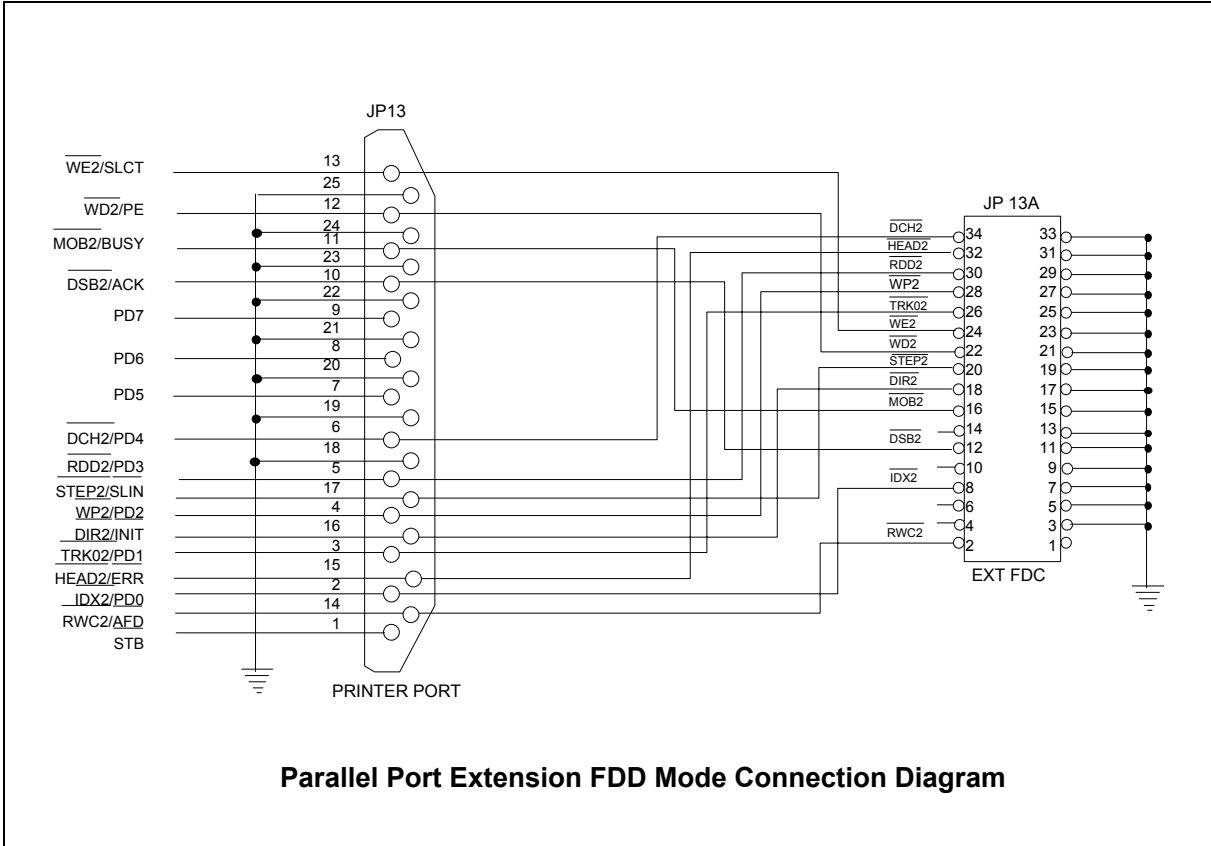 JP13
WE2/SLCT
WD2/PE
MOB2/BUSY
DSB2/ACK
PD7
PD6
PD5
DCH2/PD4
RDD2/PD3
STEP2/SLIN
WP2/PD2
DIR2/INIT
TRK02/PD1
HEAD2/ERR
IDX2/PD0
RWC2/AFD
STB
13
25
12
24
11
23
10
22
9
21
8
20
7
19
6
18
5
17
4
16
3
15
2
14
1
PRINTER PORT
JP 13A
DCH2
HEAD2
RDD2
WP2
TRK02
WE2
WD2
STEP2
DIR2
MOB2
DSB2
IDX2
RWC2
34 33
32 31
30 29
28 27
26 25
24 23
22 21
20 19
18 17
16 15
14 13
12 11
10 9
8 7
6 5
4 3
2 1
EXT FDC
Parallel Port Extension FDD Mode Connection Diagram